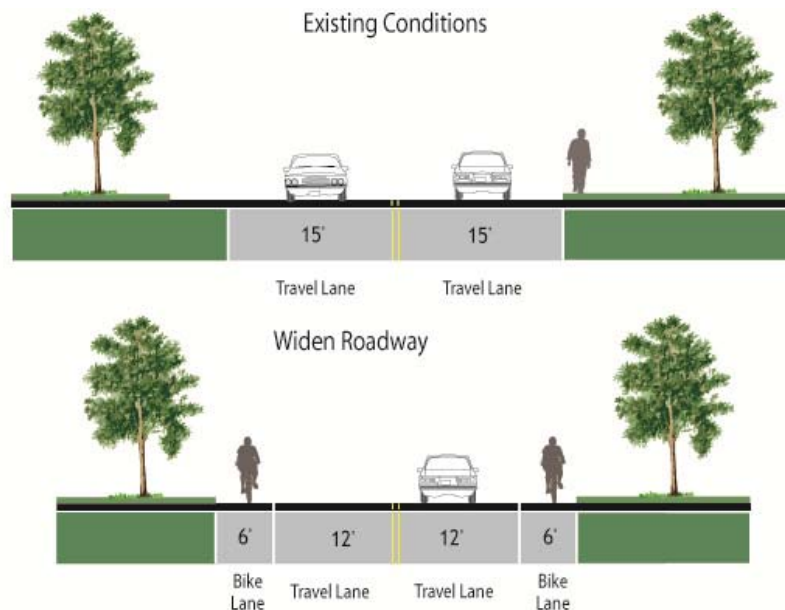 Existing Conditions
15' 15'
Travel Lane Travel Lane
Widen Roadway
6' 12' 12' 6'
Bike Lane Travel Lane Travel Lane Bike Lane